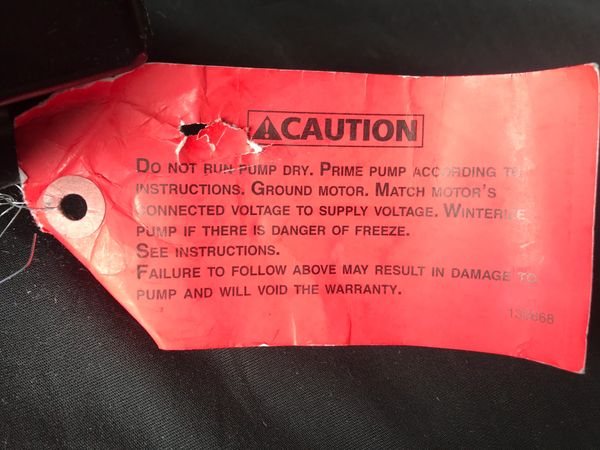 CAUTION
DO NOT RUN PUMP DRY. PRIME PUMP ACCORDING TO
INSTRUCTIONS. GROUND MOTOR. MATCH MOTOR'S
CONNECTED VOLTAGE TO SUPPLY VOLTAGE. WINTERIZE
PUMP IF THERE IS DANGER OF FREEZE.
SEE INSTRUCTIONS.
FAILURE TO FOLLOW ABOVE MAY RESULT IN DAMAGE TO
PUMP AND WILL VOID THE WARRANTY.